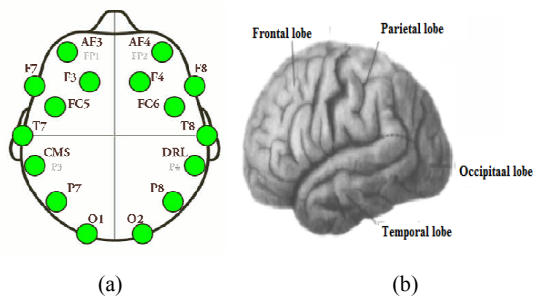 AF3 AF4
FP1 FP2
F7 P3 F4 F8
FC5 FC6
T7 T8
CMS DRL
P3 P4
P7 P8
O1 O2
(a)
Frontal lobe
Parietal lobe
Occipitaal lobe
Temporal lobe
(b)